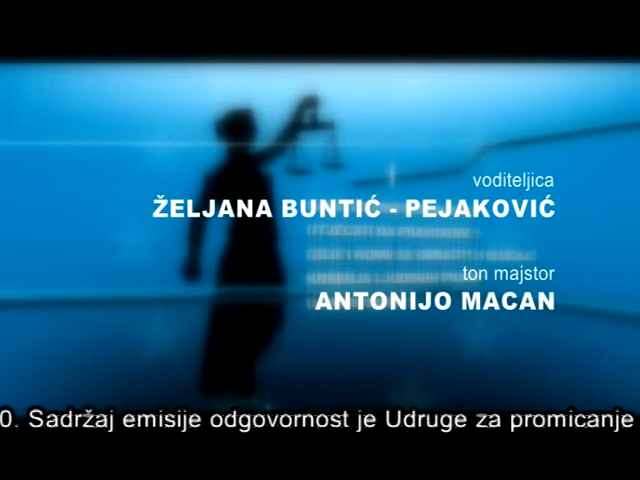 voditeljica
ŽELJANA BUNTIĆ - PEJAKOVIĆ
ton majstor
ANTONIJO MACAN
0. Sadržaj emisije odgovornost je Udruge za promicanje